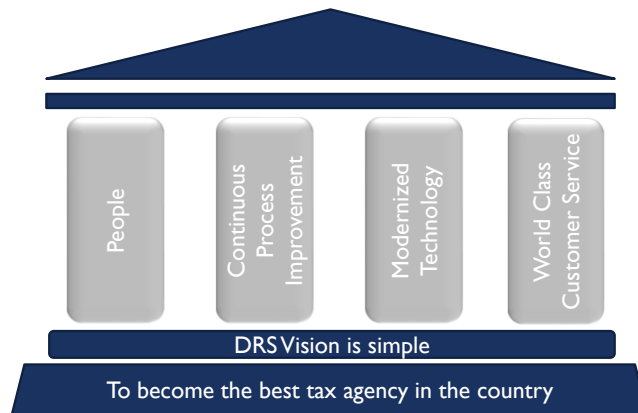 People
Continuous
Process
Improvement
Modernized
Technology
World Class
Customer Service
DRS Vision is simple
To become the best tax agency in the country